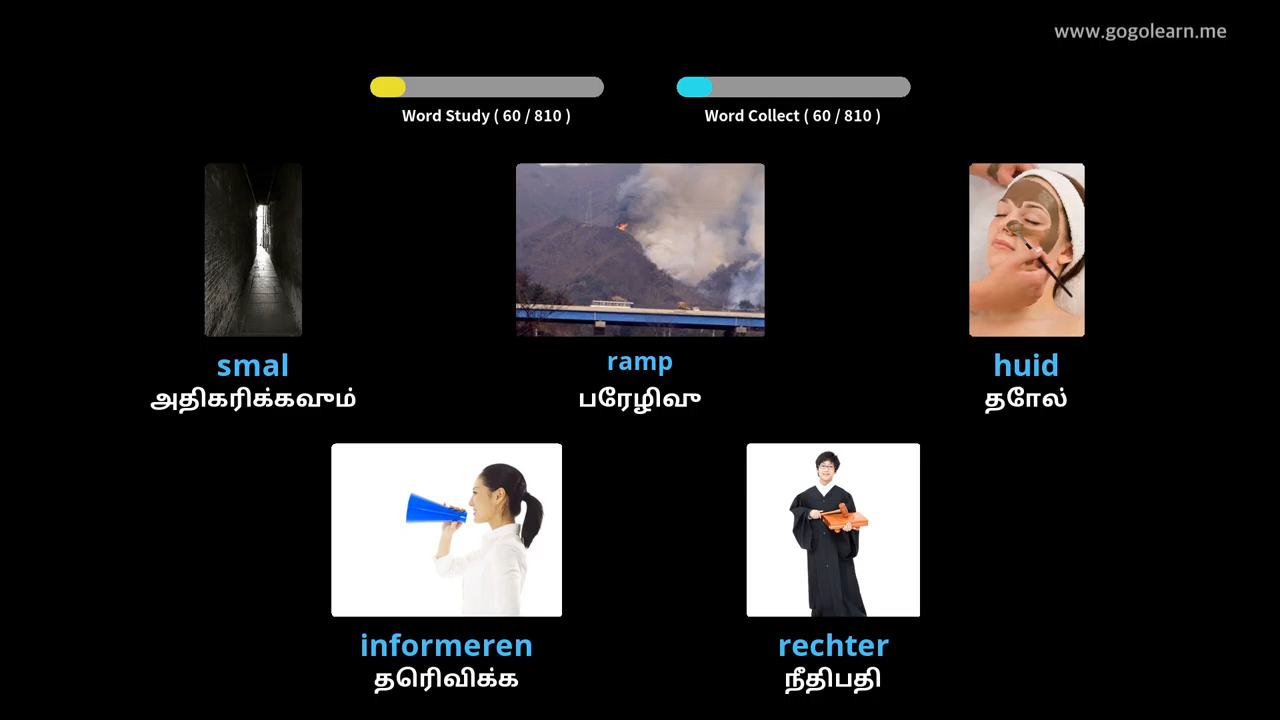 www.gogolearn.me
Word Study ( 60 / 810 )
Word Collect ( 60 / 810 )
smal
அதிகரிக்கவும்
ramp
பரேழிவு
huid
தோல்
informeren
தரெிவிக்க
rechter
நீதிபதி